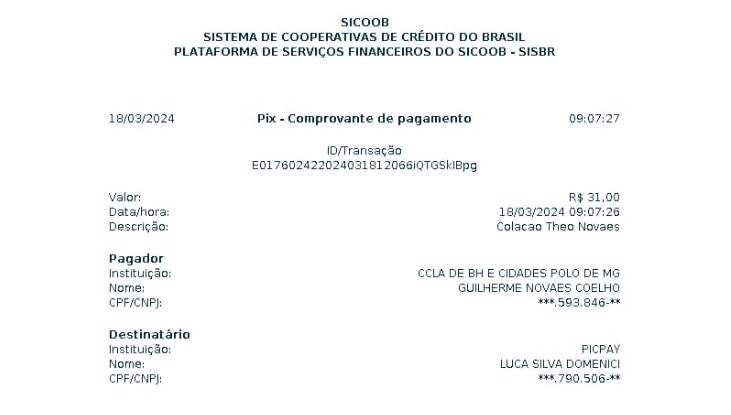 SICOOB
SISTEMA DE COOPERATIVAS DE CRÉDITO DO BRASIL
PLATAFORMA DE SERVIÇOS FINANCEIROS DO SICOOB - SISBR
18/03/2024 Pix - Comprovante de pagamento 09:07:27
ID/Transação
E017602422024031812066iQTGSkIBpg
Valor: R$ 31,00
Data/hora: 18/03/2024 09:07:26
Descrição: Colacao Theo Novaes
Pagador
Instituição: CCLA DE BH E CIDADES POLO DE MG
Nome: GUILHERME NOVAES COELHO
CPF/CNPJ: ***.593.846-**
Destinatário
Instituição: PICPAY
Nome: LUCA SILVA DOMENICI
CPF/CNPJ: ***.790.506-**